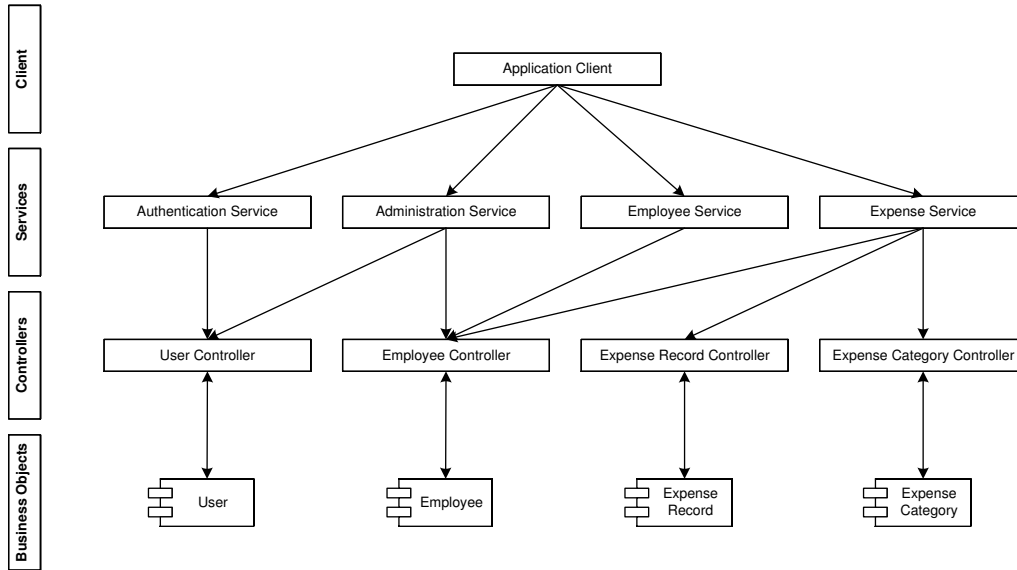 Client
Application Client
Services
Authentication Service
Administration Service
Employee Service
Expense Service
Controllers
User Controller
Employee Controller
Expense Record Controller
Expense Category Controller
Business Objects
User
Employee
Expense
Record
Expense
Category